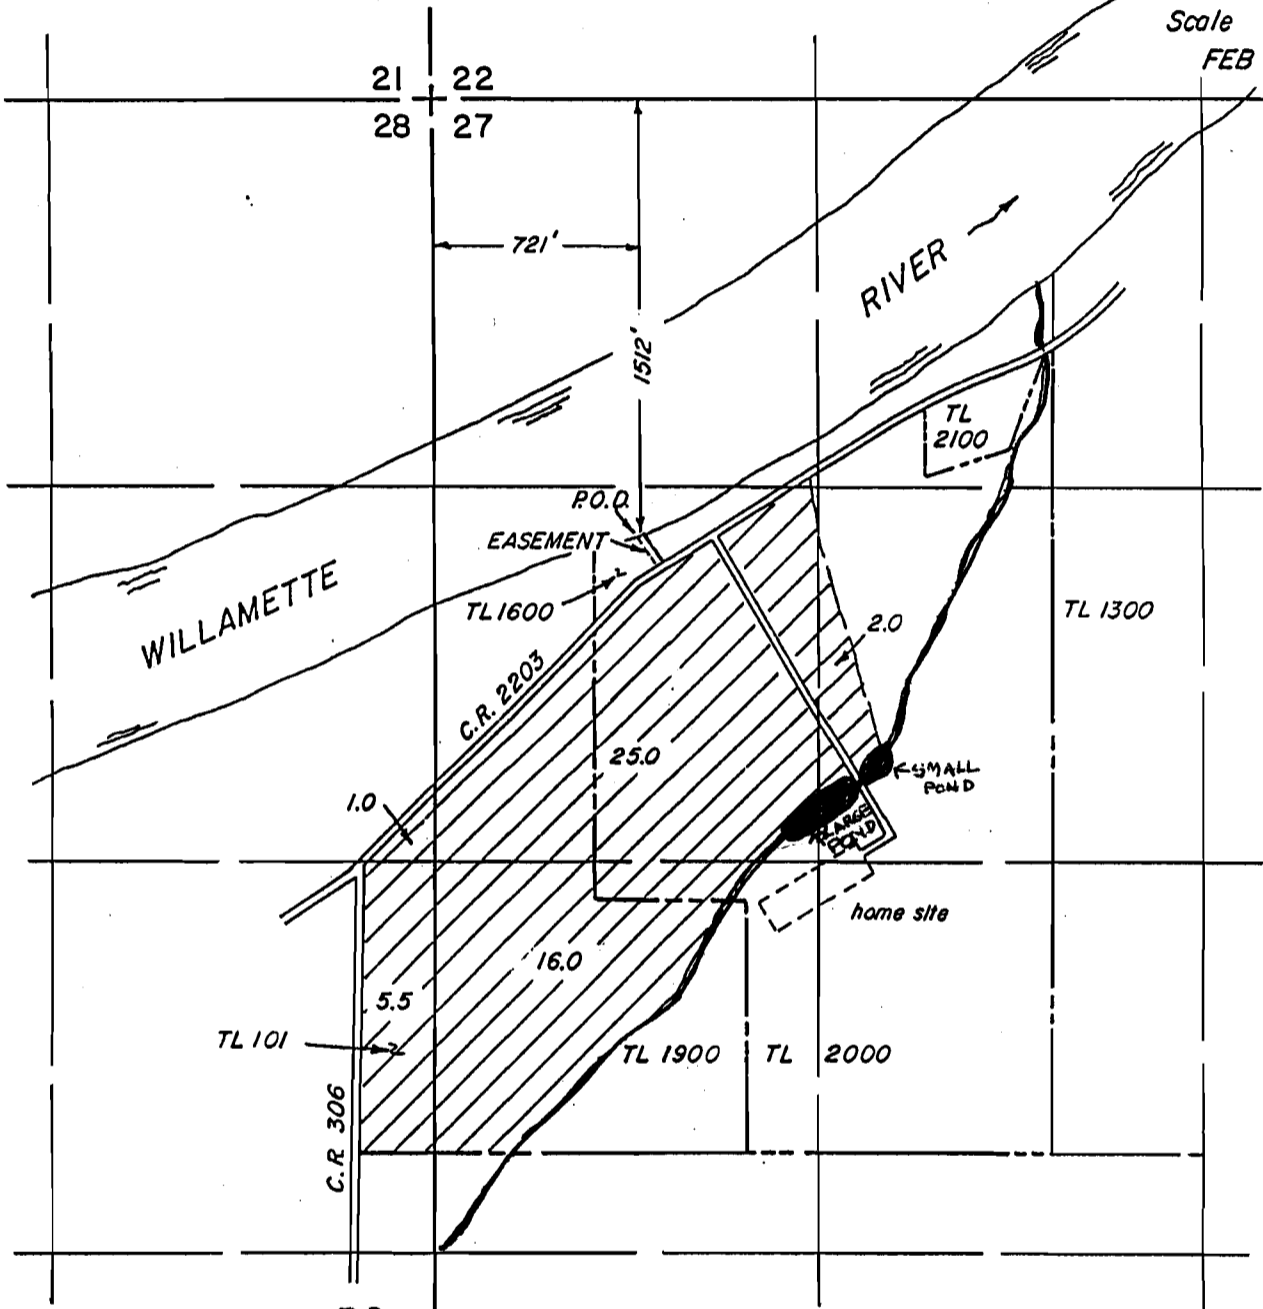 Scale
FEB
21 22
28 27
721'
1512'
RIVER
TL
2100
P.O.D.
EASEMENT
TL 1600
WILLAMETTE
TL 1300
2.0
C.R. 2203
25.0
SMALL
POND
1.0
LARGE
POND
home site
16.0
5.5
TL 101
TL 1900
TL 2000
C.R 306